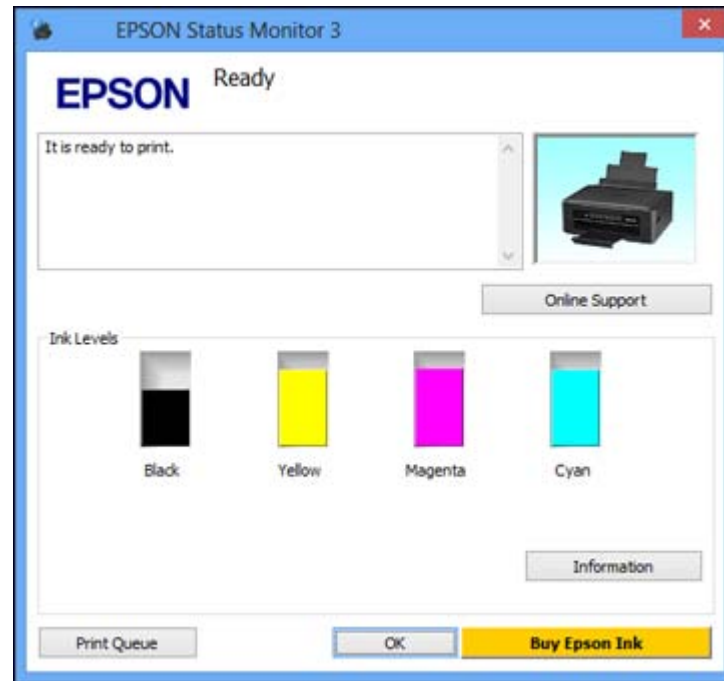 EPSON Status Monitor 3
EPSON
Ready
It is ready to print.
Online Support
Ink Levels
Black Yellow Magenta Cyan
Information
Print Queue OK Buy Epson Ink